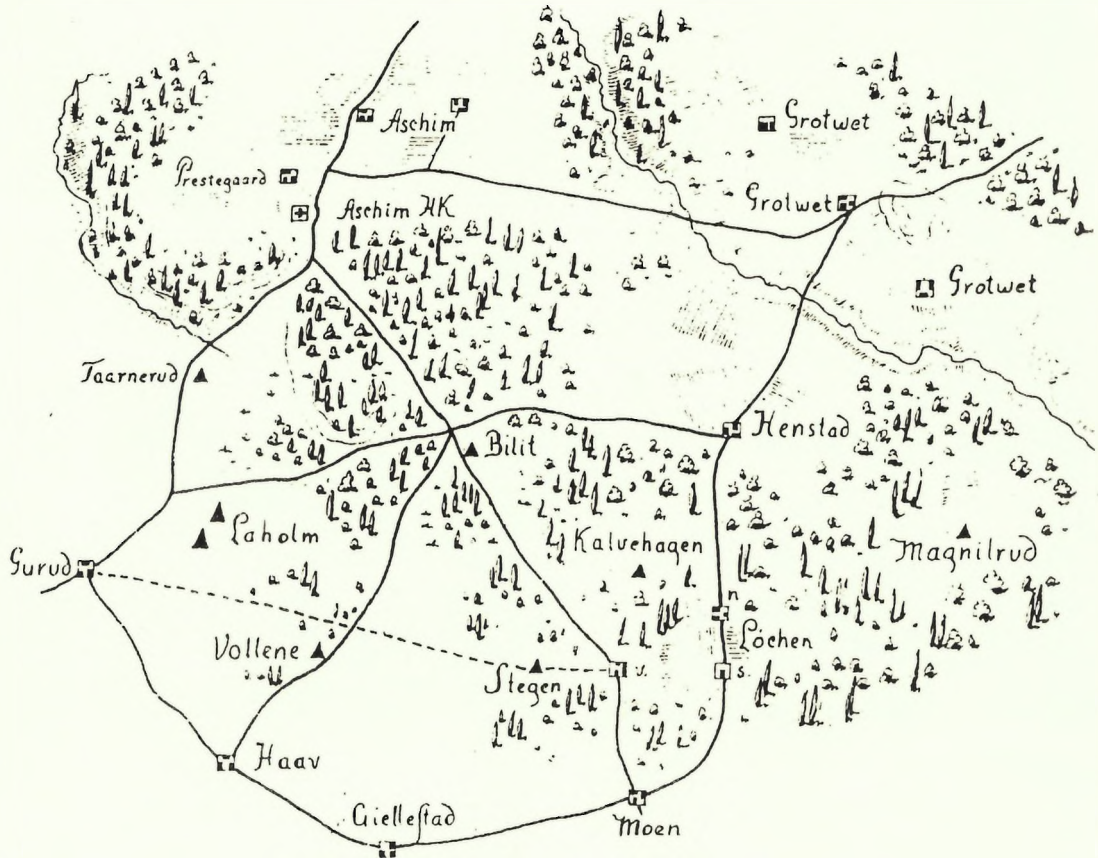 Aschim
Grotwet
Prestegaard
Aschim HK
Grotwet
Grotwet
Taarnerud
Bilit
Henstad
Laholm
Kalvehagen
Magnilrud
Gurud
n.
Löchen
Vollene
Stegen
v.
s.
Haav
Giellestad
Moen